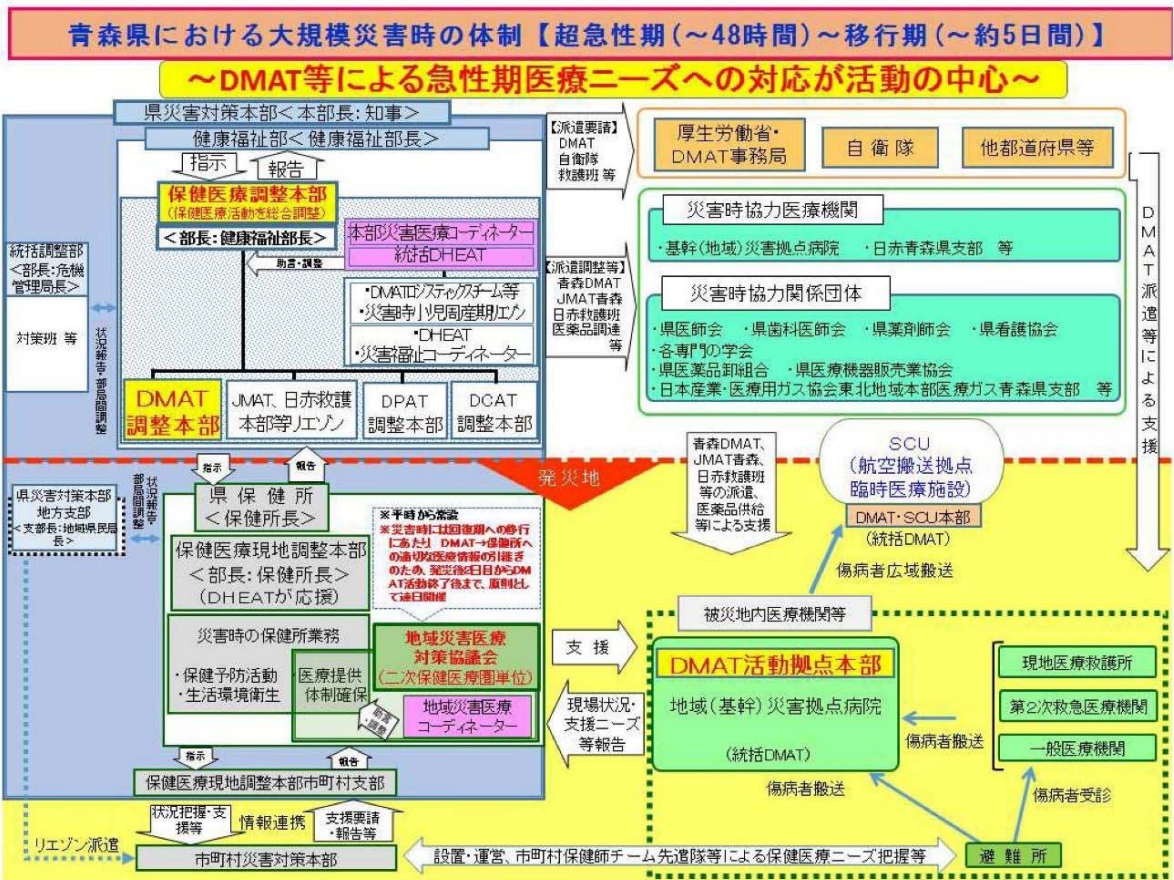 青森県における大規模災害時の体制【超急性期(～48時間)～移行期(～約5日間)】
～DMAT等による急性期医療ニーズへの対応が活動の中心～
県災害対策本部<本部長:知事>
健康福祉部<健康福祉部長>
指示
報告
保健医療調整本部
(保健医療活動を総合調整)
<部長:健康福祉部長>
本部災害医療コーディネーター
統括DHEAT
助言・調整
・DMATロジスティックスチーム等
・災害時小児周産期リエゾン
・DHEAT
・災害福祉コーディネーター
DMAT
調整本部
JMAT、日赤救護
本部等リエゾン
DPAT
調整本部
DCAT
調整本部
統括調整部
<部長:危機
管理局長>
対策班 等
状況報告・部局間調整
【派遣要請】
DMAT
自衛隊
救護班 等
厚生労働省・
DMAT事務局
自衛隊
他都道府県等
【派遣調整等】
青森DMAT
JMAT青森
日赤救護班
医薬品調達
等
災害時協力医療機関
・基幹(地域)災害拠点病院 ・日赤青森県支部 等
災害時協力関係団体
・県医師会 ・県歯科医師会 ・県薬剤師会 ・県看護協会
・各専門の学会
・県医薬品卸組合 ・県医療機器販売業協会
・日本産業・医療用ガス協会東北地域本部医療ガス青森県支部 等
DMAT派遣等による支援
青森DMAT、
JMAT青森、
日赤救護班
等の派遣、
医薬品供給
等による支援
SCU
(航空搬送拠点
臨時医療施設)
DMAT・SCU本部
(統括DMAT)
傷病者広域搬送
発災地
指示
報告
県災害対策本部
地方支部
<支部長:地域県民局
長>
状況報告・
部局間調整
県保健所
<保健所長>
保健医療現地調整本部
<部長:保健所長>
(DHEATが応援)
※平時から常設
※災害時には回復期への移行
にあたり、DMAT→保健所へ
の適切な医療情報の引継ぎ
のため、発災後2日目からDM
AT活動終了後まで、原則とし
て連日開催
災害時の保健所業務
・保健予防活動
・生活環境衛生
医療提供
体制確保
地域災害医療
対策協議会
(二次保健医療圏単位)
助言・調整
地域災害医療
コーディネーター
支援
現場状況・
支援ニーズ
等報告
被災地内医療機関等
DMAT活動拠点本部
地域(基幹)災害拠点病院
(統括DMAT)
現地医療救護所
第2次救急医療機関
一般医療機関
傷病者搬送
傷病者搬送
傷病者受診
指示
報告
保健医療現地調整本部市町村支部
状況把握・支
援等
情報連携
支援要請
・報告等
リエゾン派遣
市町村災害対策本部
設置・運営、市町村保健師チーム先遣隊等による保健医療ニーズ把握等
避難所